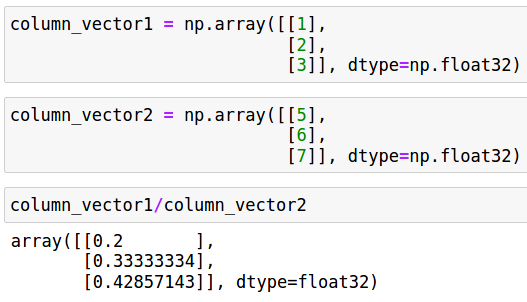 column_vector1 = np.array([[1],
                           [2],
                           [3]], dtype=np.float32)
column_vector2 = np.array([[5],
                           [6],
                           [7]], dtype=np.float32)
column_vector1/column_vector2
array([[0.2       ],
       [0.33333334],
       [0.42857143]], dtype=float32)